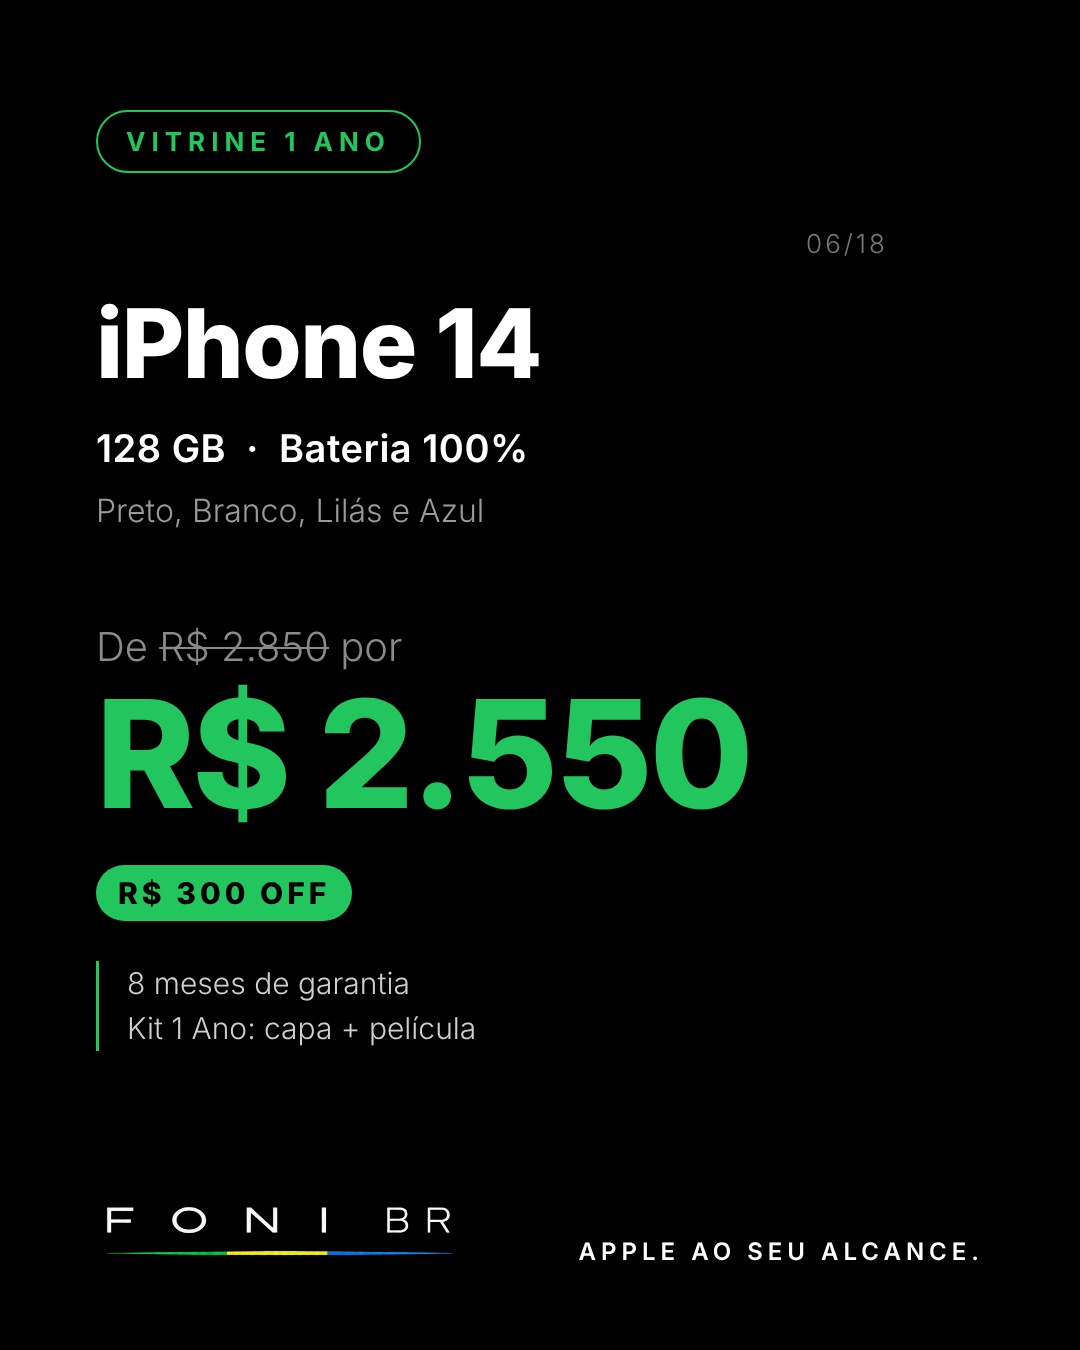 VITRINE 1 ANO
06/18
iPhone 14
128 GB · Bateria 100%
Preto, Branco, Lilás e Azul
De R$ 2.850 por
R$ 2.550
R$ 300 OFF
8 meses de garantia
Kit 1 Ano: capa + película
FONI BR
APPLE AO SEU ALCANCE.